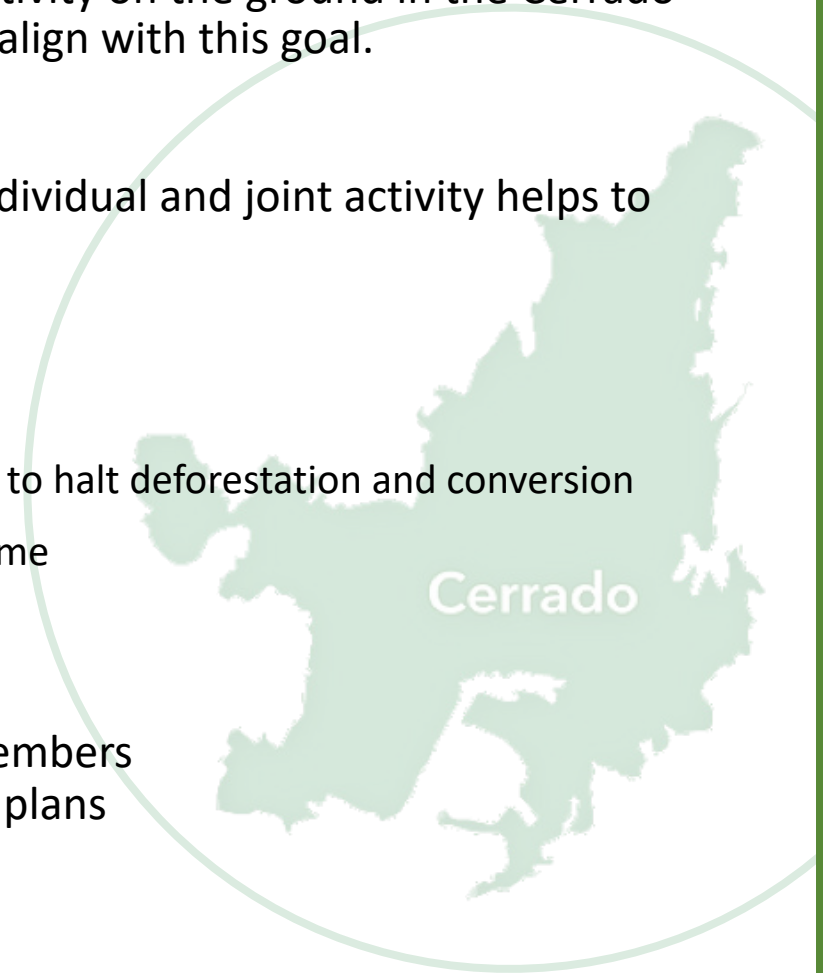 align with this goal.
dividual and joint activity helps to
to halt deforestation and conversion
me
Cerrado
embers
plans